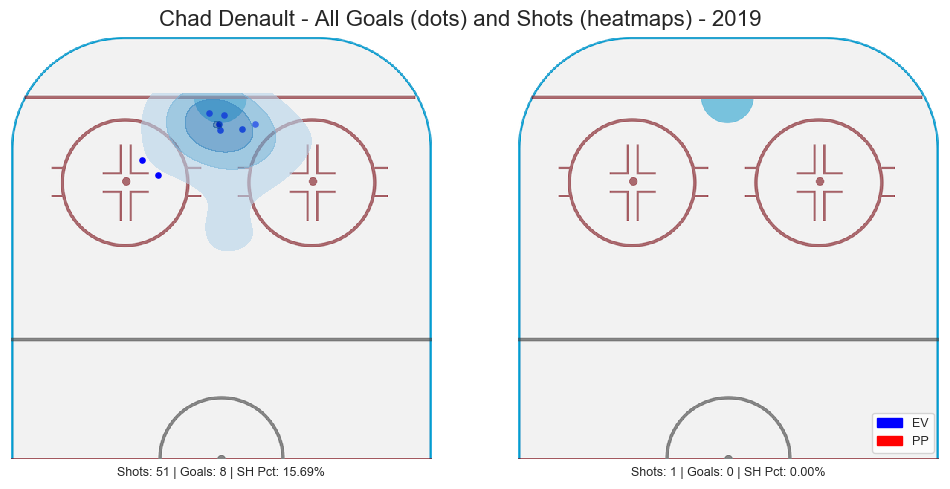 Chad Denault - All Goals (dots) and Shots (heatmaps) - 2019
EV
PP
Shots: 51 | Goals: 8 | SH Pct: 15.69%
Shots: 1 | Goals: 0 | SH Pct: 0.00%